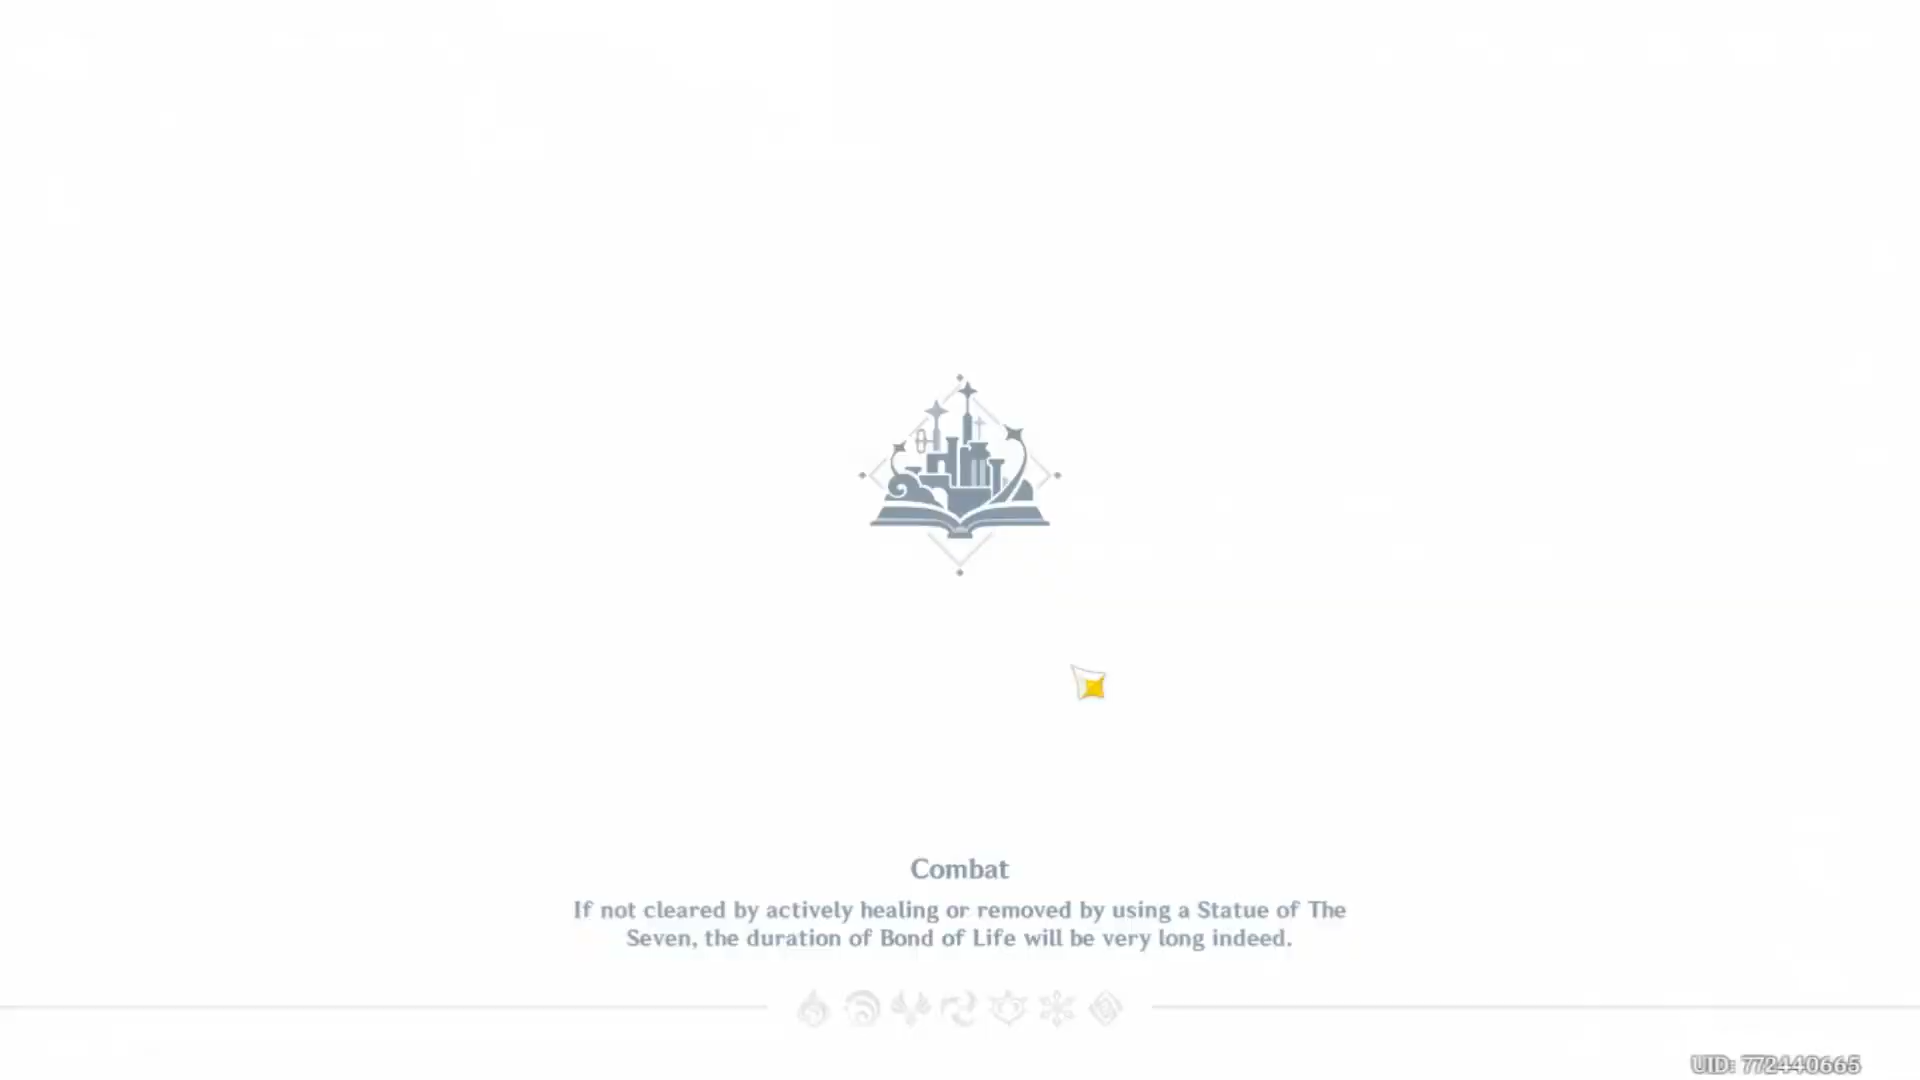 Combat
If not cleared by actively healing or removed by using a Statue of The
Seven, the duration of Bond of Life will be very long indeed.
UID: 772440665